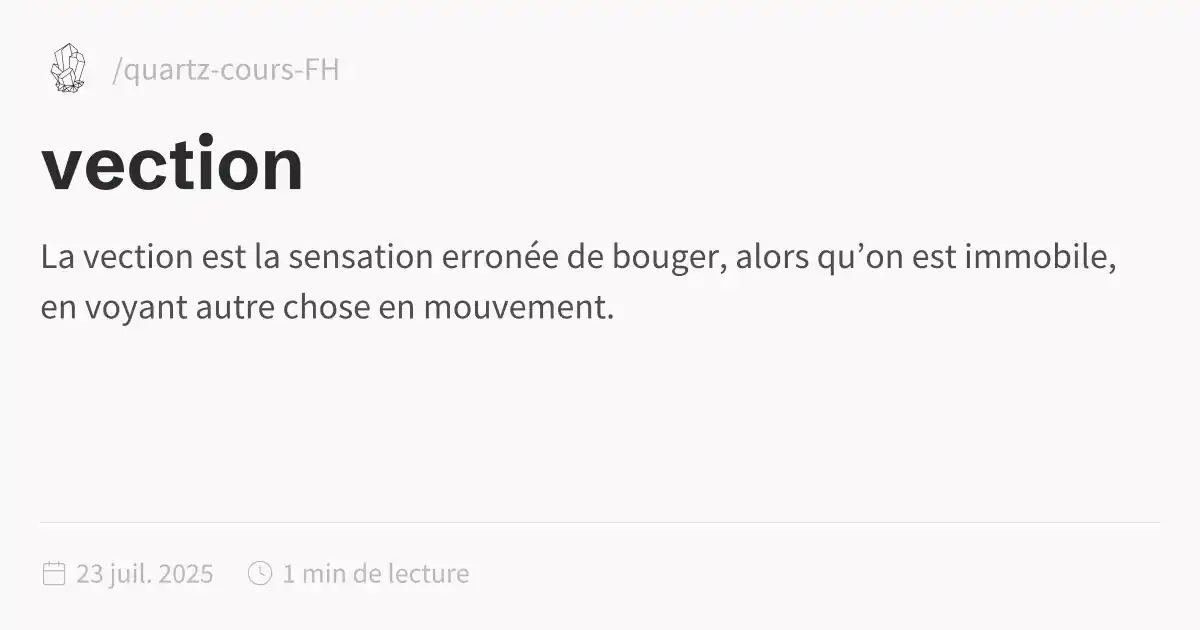 /quartz-cours-FH
vection
La vection est la sensation erronée de bouger, alors qu’on est immobile,
en voyant autre chose en mouvement.
23 juil. 2025 1 min de lecture